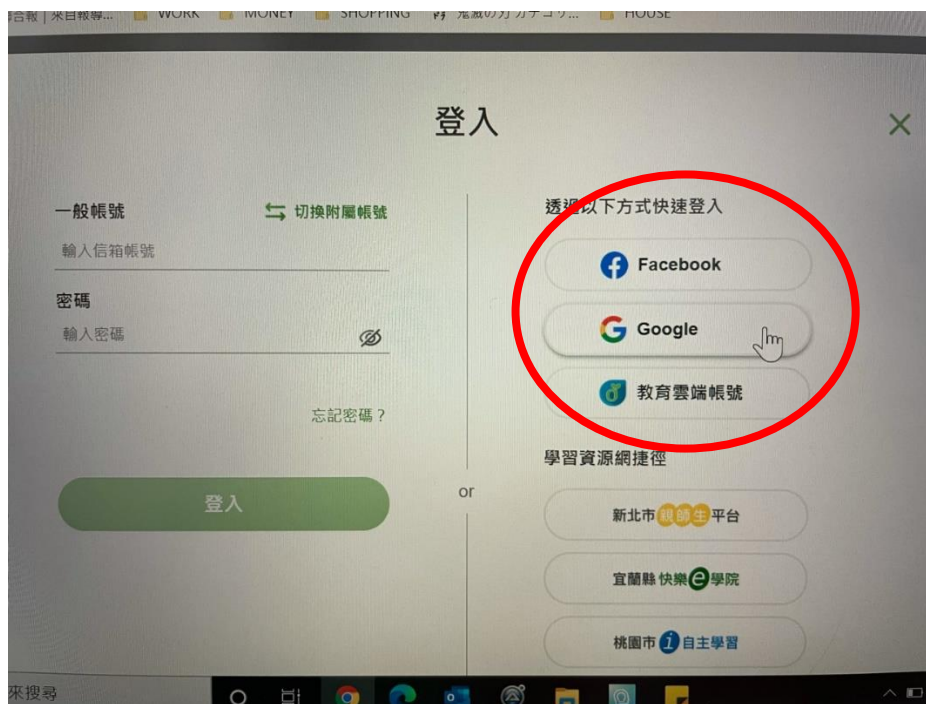 WORK MONEY SHOPPING HOUSE
登入
一般帳號 切換附屬帳號
輸入信箱帳號
密碼
輸入密碼
忘記密碼？
登入
or
透過以下方式快速登入
Facebook
Google
教育雲端帳號
學習資源網捷徑
新北市親師生平台
宜蘭縣快樂e學院
桃園市i自主學習
來搜尋